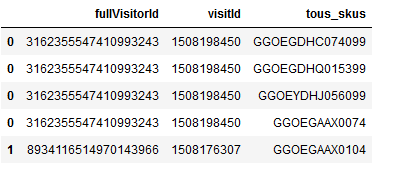 fullVisitorId visitId tous_skus
0 3162355547410993243 1508198450 GGOEGDHC074099
0 3162355547410993243 1508198450 GGOEGDHQ015399
0 3162355547410993243 1508198450 GGOEYDHJ056099
0 3162355547410993243 1508198450 GGOEGAAX0074
1 8934116514970143966 1508176307 GGOEGAAX0104